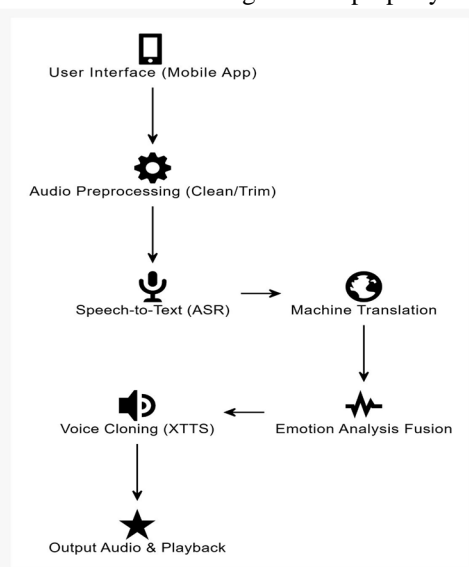 User Interface (Mobile App)
Audio Preprocessing (Clean/Trim)
Speech-to-Text (ASR)
Machine Translation
Voice Cloning (XTTS)
Emotion Analysis Fusion
Output Audio & Playback